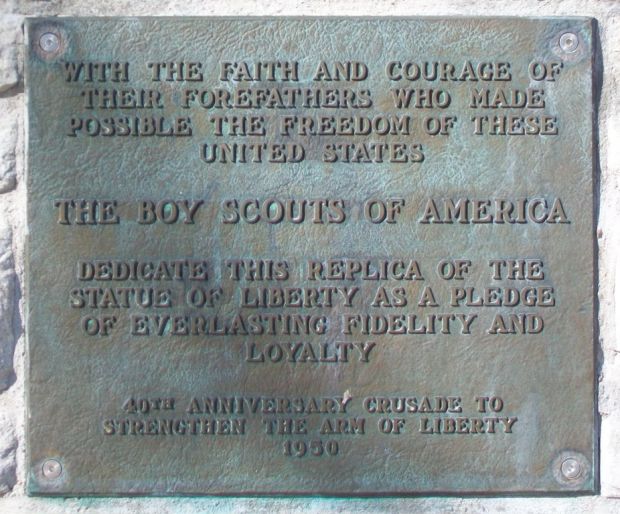 WITH THE FAITH AND COURAGE OF
THEIR FOREFATHERS WHO MADE
POSSIBLE THE FREEDOM OF THESE
UNITED STATES
THE BOY SCOUTS OF AMERICA
DEDICATE THIS REPLICA OF THE
STATUE OF LIBERTY AS A PLEDGE
OF EVERLASTING FIDELITY AND
LOYALTY
40TH ANNIVERSARY CRUSADE TO
STRENGTHEN THE ARM OF LIBERTY
1950